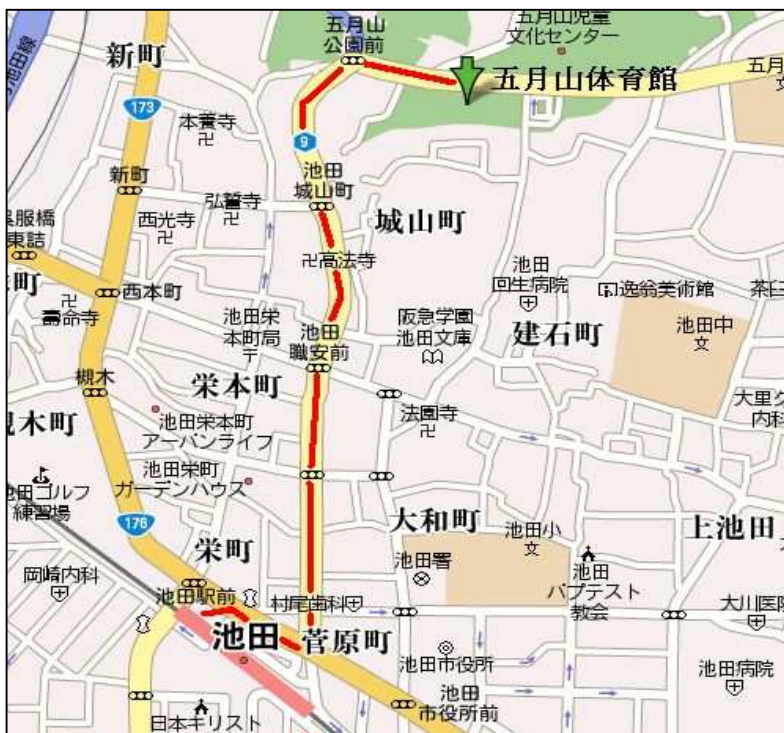 五月山
公園前
五月山児童
文化センター
新町
五月山体育館
173
本養寺
9
新町
弘誓寺
池田
城山町
西光寺
城山町
東詰
高法寺
池田
回生病院
逸翁美術館
西本町
壽命寺
池田栄
本町局
阪急学園
池田文庫
建石町
池田中
池田
職安前
槻木
栄本町
法園寺
池田栄本町
アーバンライフ
池田栄町
ガーデンハウス
池田ゴルフ
練習場
176
大和町
池田小
上池田
栄町
池田署
池田
バプテスト
教会
岡崎内科
池田駅前
村尾歯科
大川医院
池田
菅原町
池田市役所
池田病院
池田
市役所前
日本キリスト